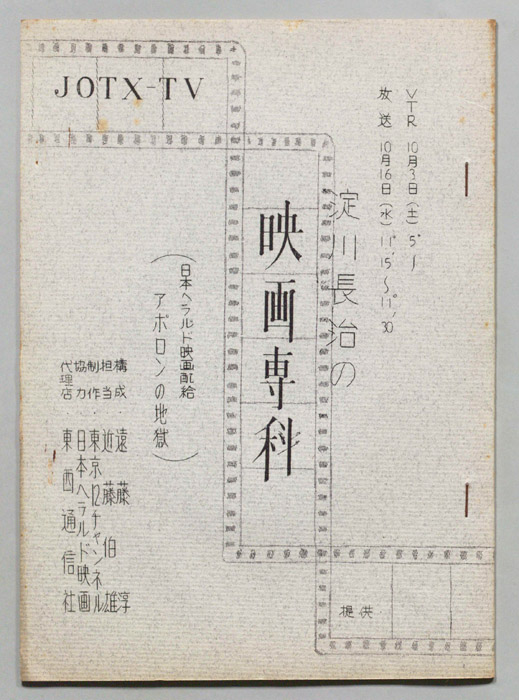 JOTX-TV
VTR 10月3日(土) 5°〜
放送 10月16日(水) 11°15′〜11°30′
淀川長治の
映画専科
(日本ヘラルド映画配給
アポロンの地獄)
構成・遠藤淳
担当・近藤伯雄
制作・東京12チャンネル
協力・日本ヘラルド映画
代理店・東西通信社
提供